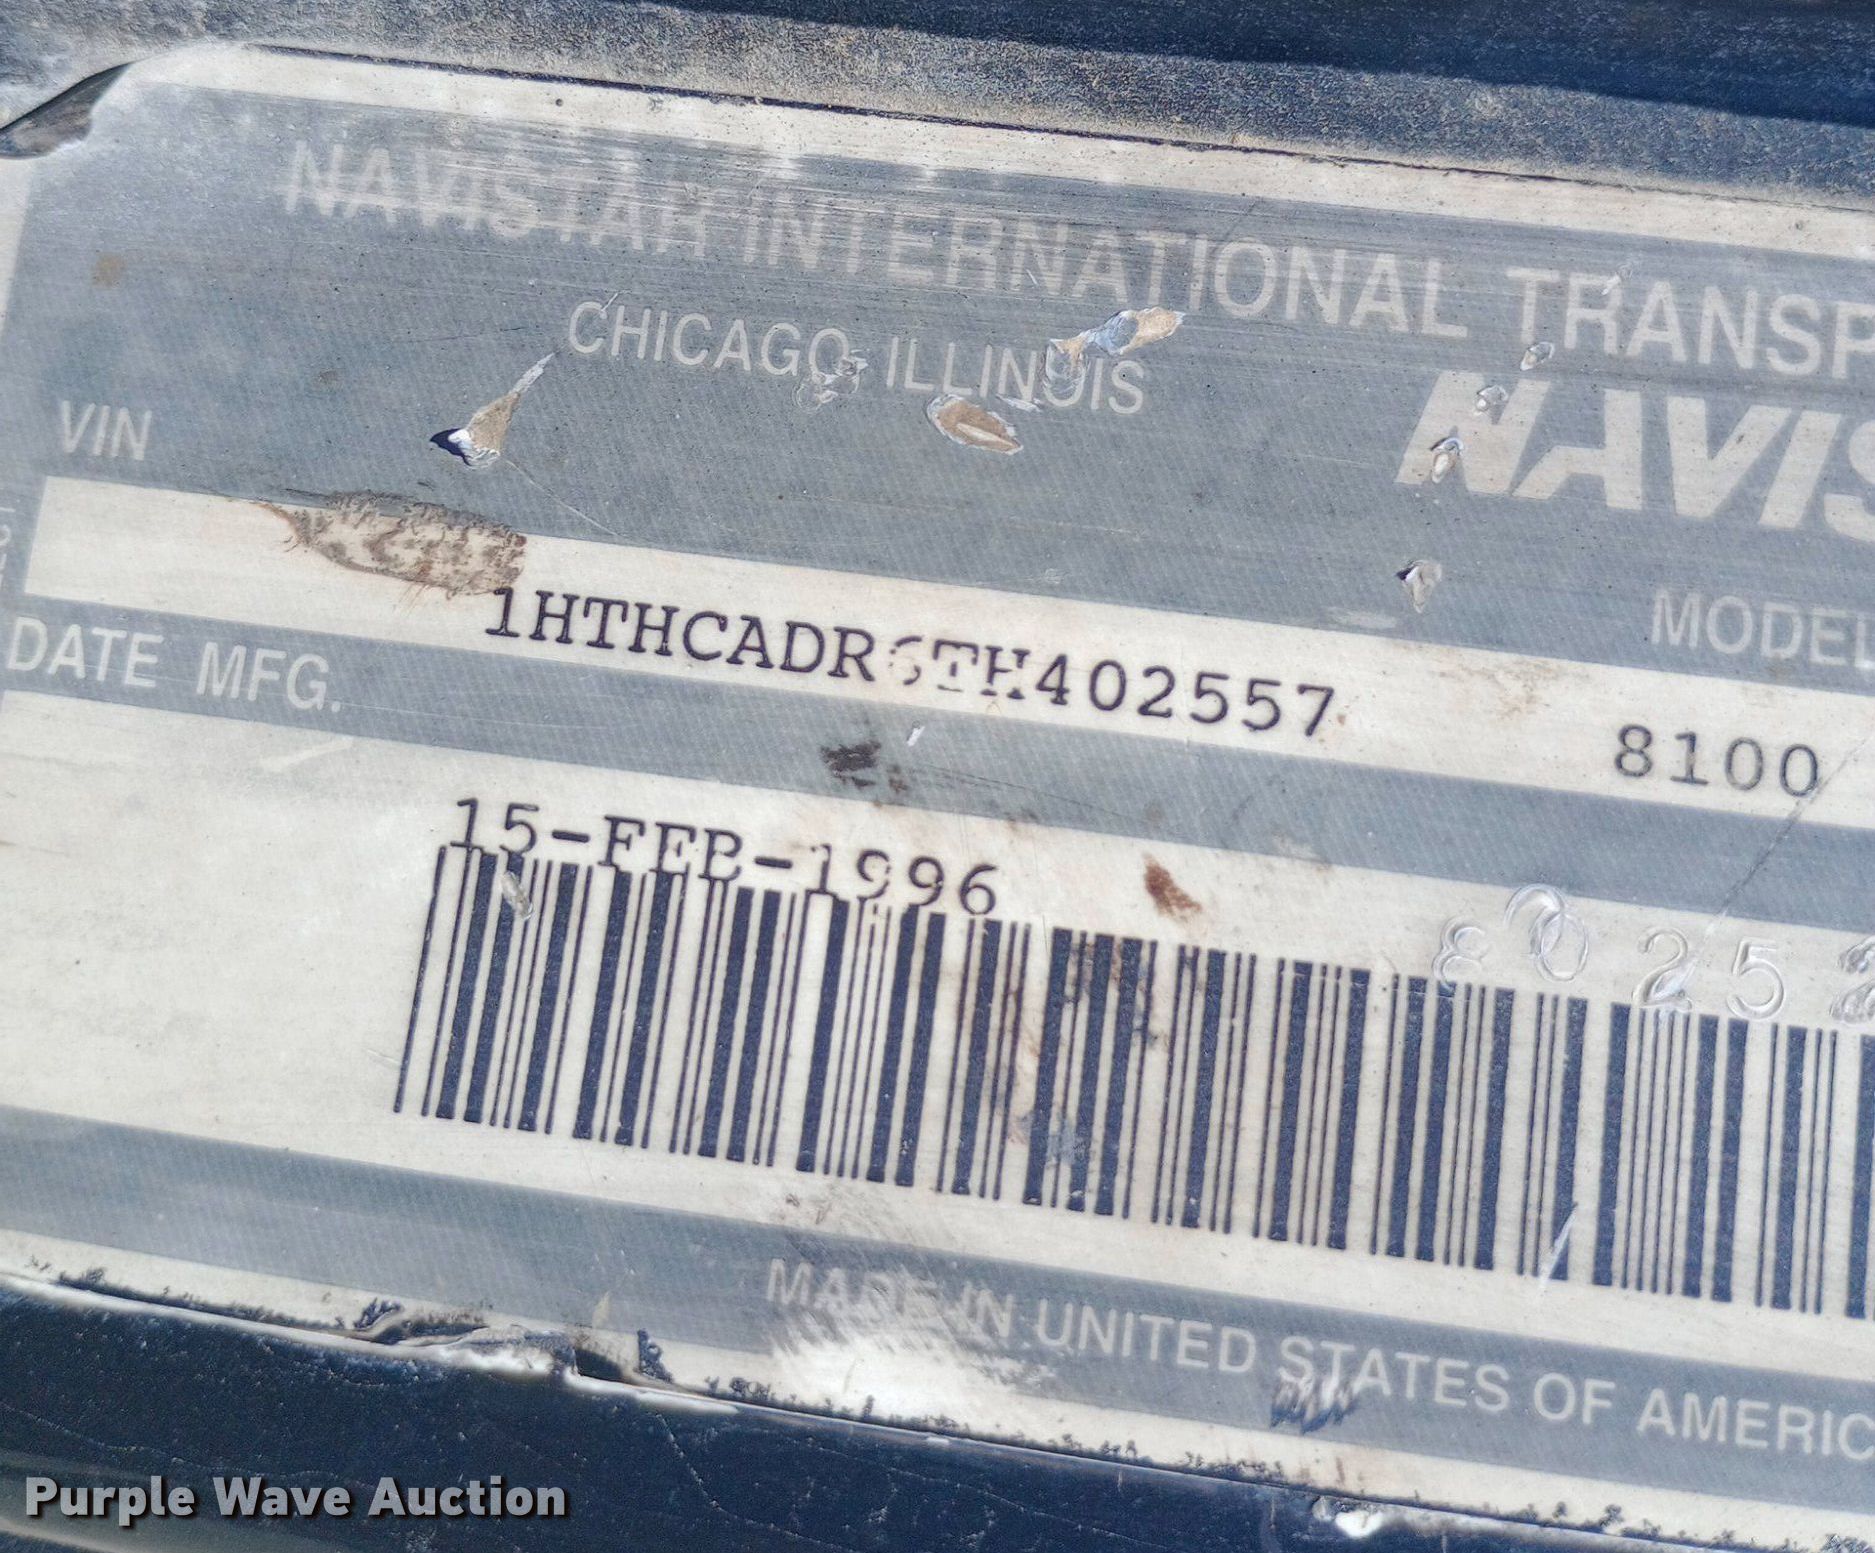 NAVISTAR INTERNATIONAL TRANSP
CHICAGO, ILLINOIS
NAVIS
VIN
MODEL
1HTHCADR6TH402557
8100
DATE MFG.
15-FEB-1996
MADE IN UNITED STATES OF AMERIC
Purple Wave Auction